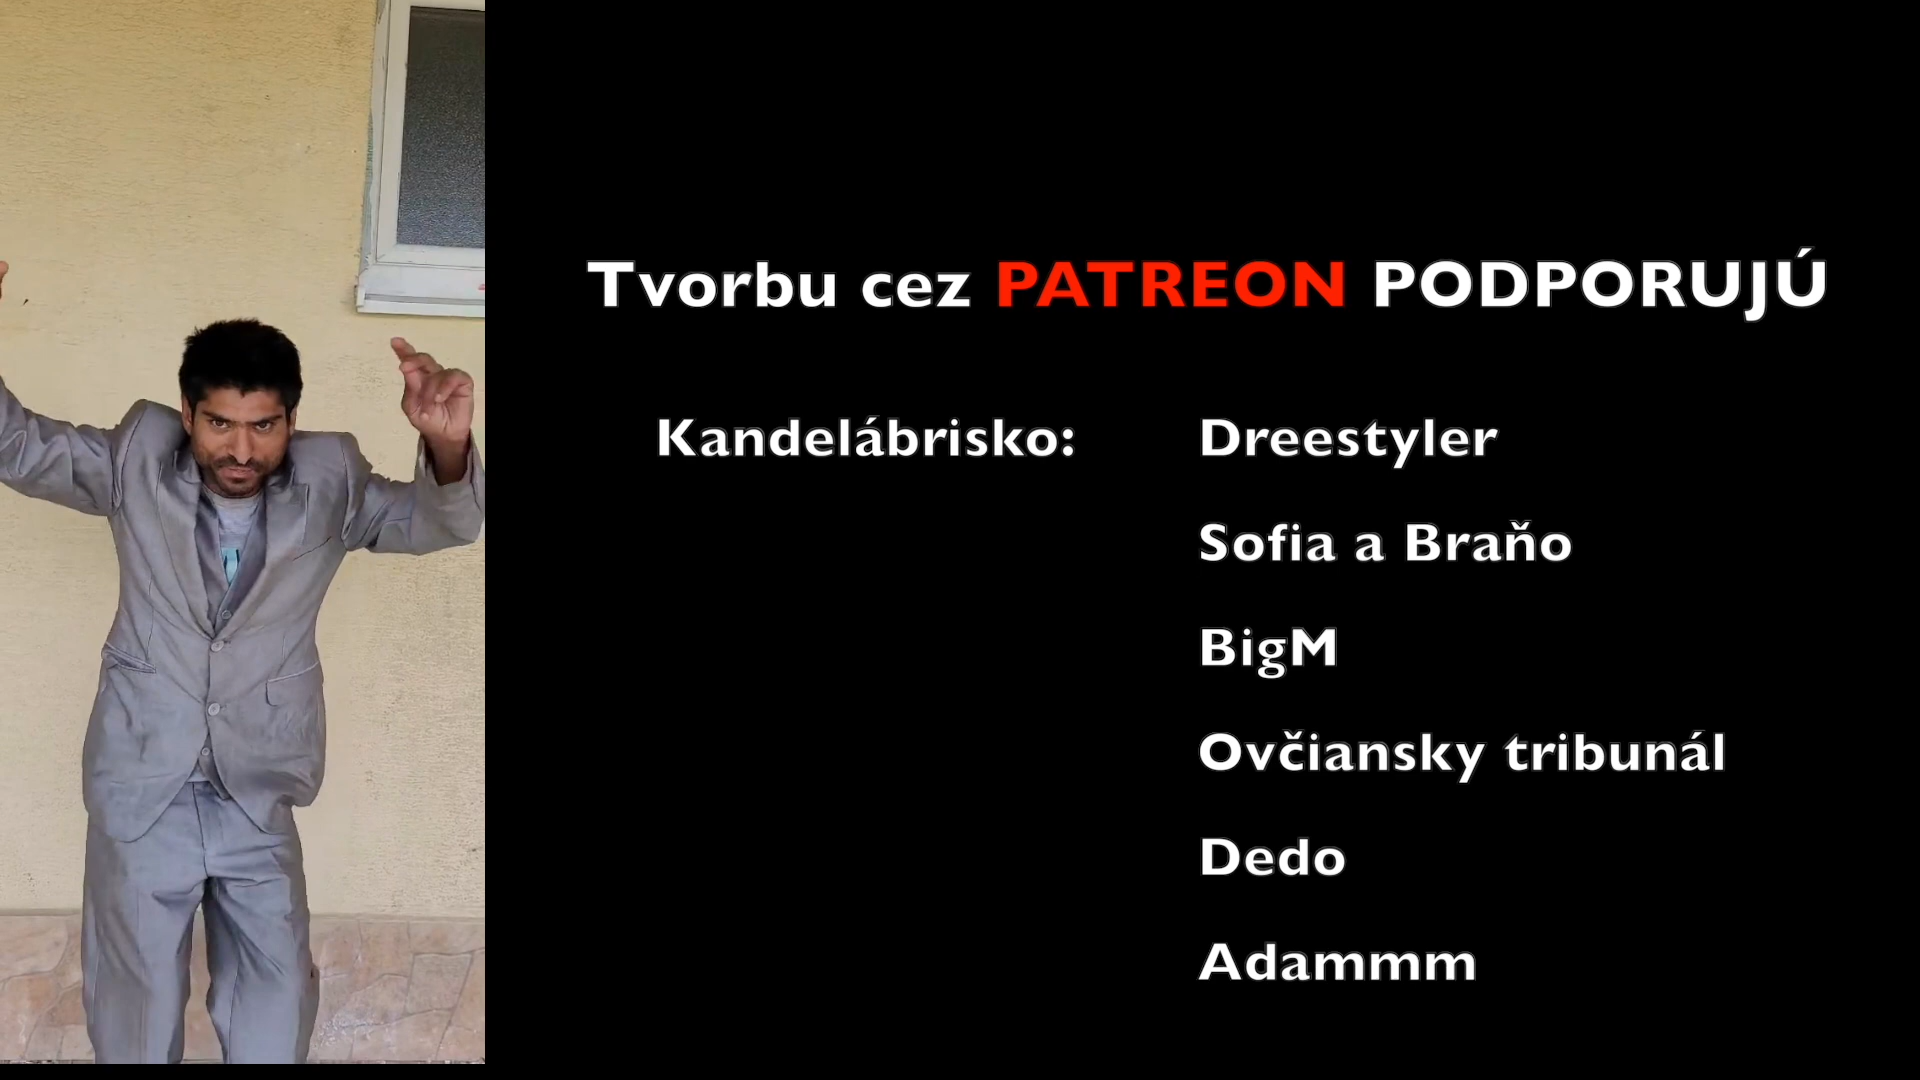 Tvorbu cez PATREON PODPORUJÚ
Kandelábrisko: Dreestyler
Sofia a Braňo
BigM
Ovčiansky tribunál
Dedo
Adammm